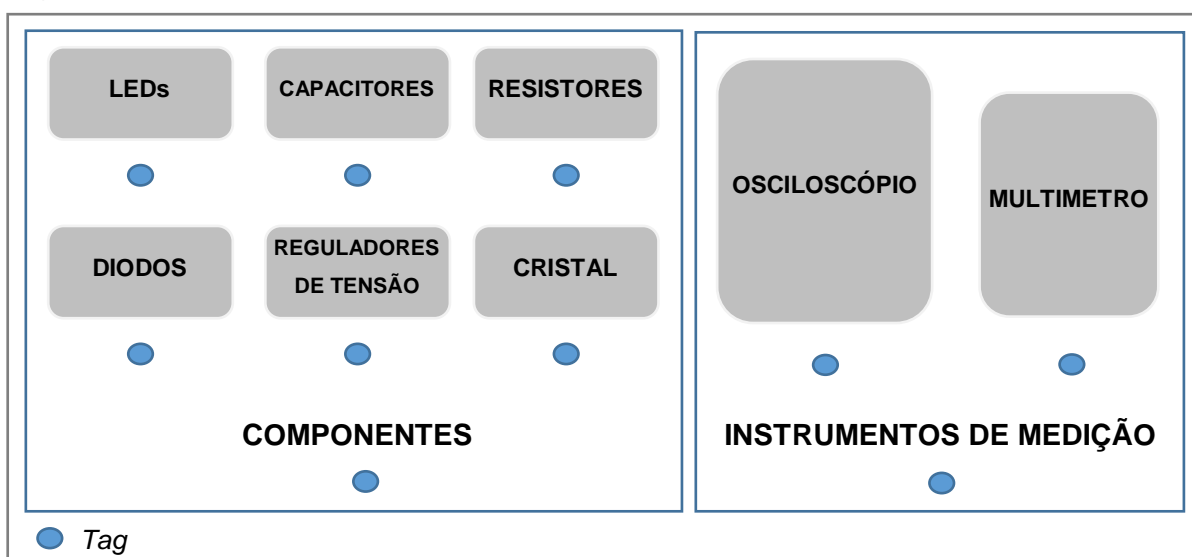 LEDs
CAPACITORES
RESISTORES
DIODOS
REGULADORES
DE TENSÃO
CRISTAL
COMPONENTES
OSCILOSCÓPIO
MULTIMETRO
INSTRUMENTOS DE MEDIÇÃO
Tag